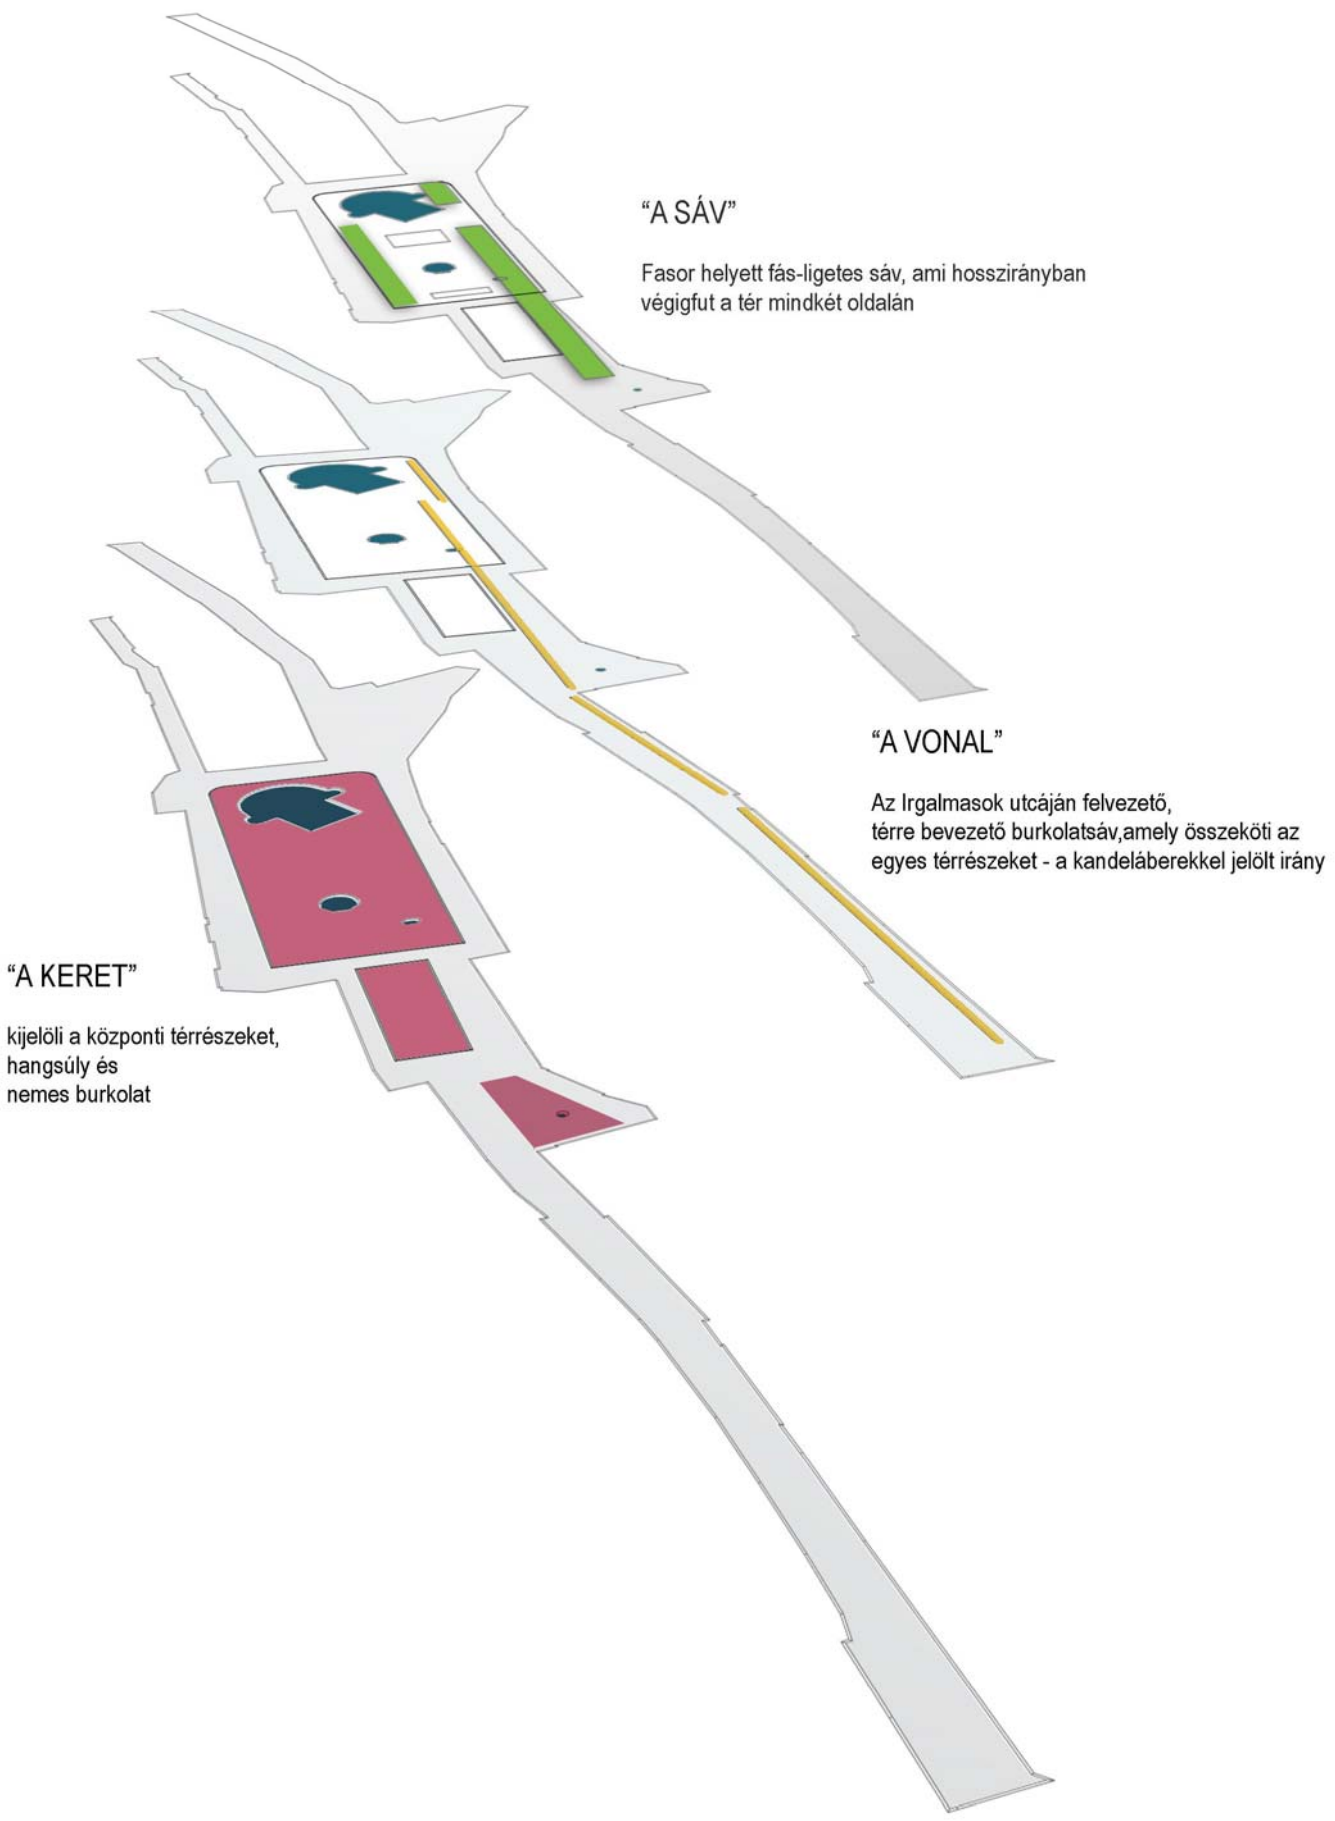 “A SÁV”
Fasor helyett fás-ligetes sáv, ami hosszirányban
végigfut a tér mindkét oldalán
“A VONAL”
Az Irgalmasok utcáján felvezető,
térre bevezető burkolatsáv,amely összeköti az
egyes térrészeket - a kandeláberekkel jelölt irány
“A KERET”
kijelöli a központi térrészeket,
hangsúly és
nemes burkolat